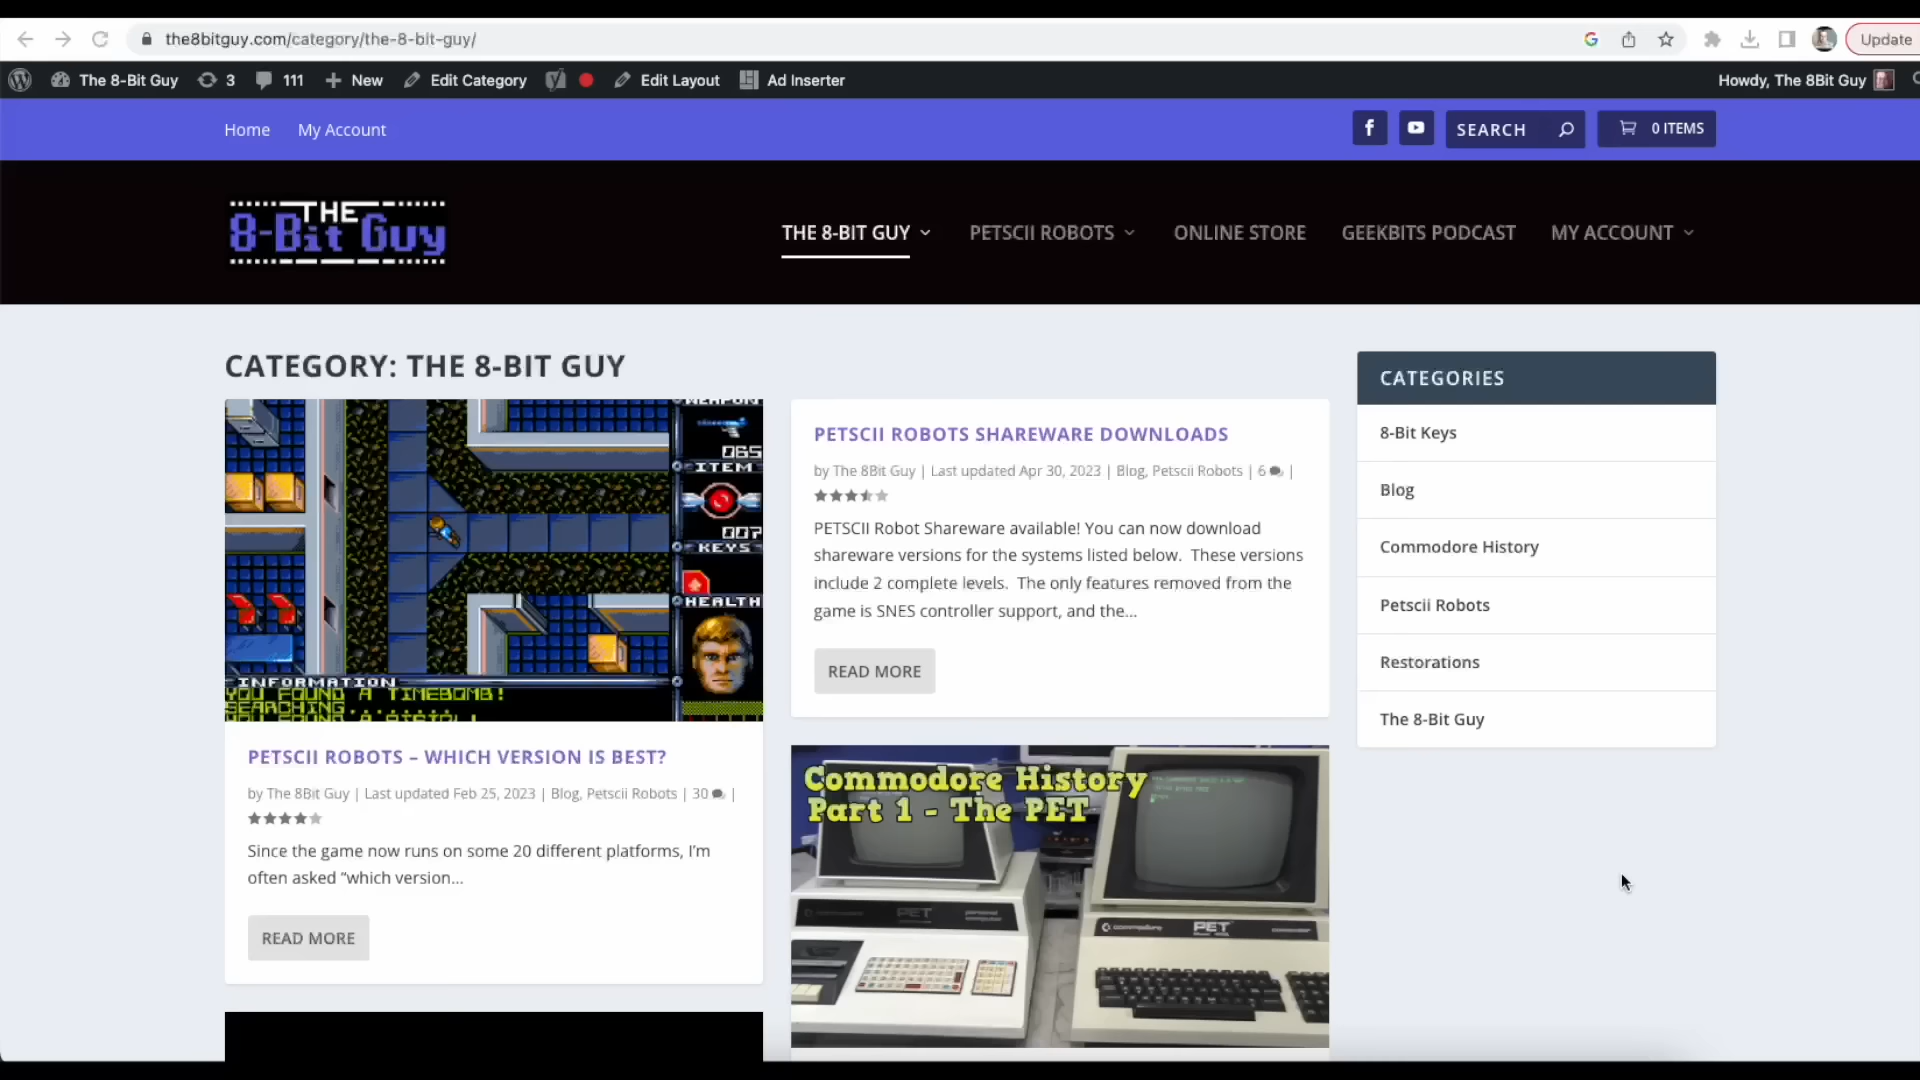 the8bitguy.com/category/the-8-bit-guy/
Update
The 8-Bit Guy 3 111 New Edit Category Edit Layout Ad Inserter
Howdy, The 8Bit Guy
Home My Account
SEARCH
0 ITEMS
THE
8-Bit Guy
THE 8-BIT GUY PETSCII ROBOTS ONLINE STORE GEEKBITS PODCAST MY ACCOUNT
CATEGORY: THE 8-BIT GUY
WEAPON
065
ITEM
007
KEYS
HEALTH
INFORMATION
YOU FOUND A TIMEBOMB!
SEARCHING........
YOU FOUND A PISTOL!
PETSCII ROBOTS – WHICH VERSION IS BEST?
by The 8Bit Guy | Last updated Feb 25, 2023 | Blog, Petscii Robots | 30 |
Since the game now runs on some 20 different platforms, I’m
often asked “which version...
READ MORE
PETSCII ROBOTS SHAREWARE DOWNLOADS
by The 8Bit Guy | Last updated Apr 30, 2023 | Blog, Petscii Robots | 6 |
PETSCII Robot Shareware available! You can now download
shareware versions for the systems listed below. These versions
include 2 complete levels. The only features removed from the
game is SNES controller support, and the...
READ MORE
Commodore History
Part 1 - The PET
PET
commodore PET
CATEGORIES
8-Bit Keys
Blog
Commodore History
Petscii Robots
Restorations
The 8-Bit Guy